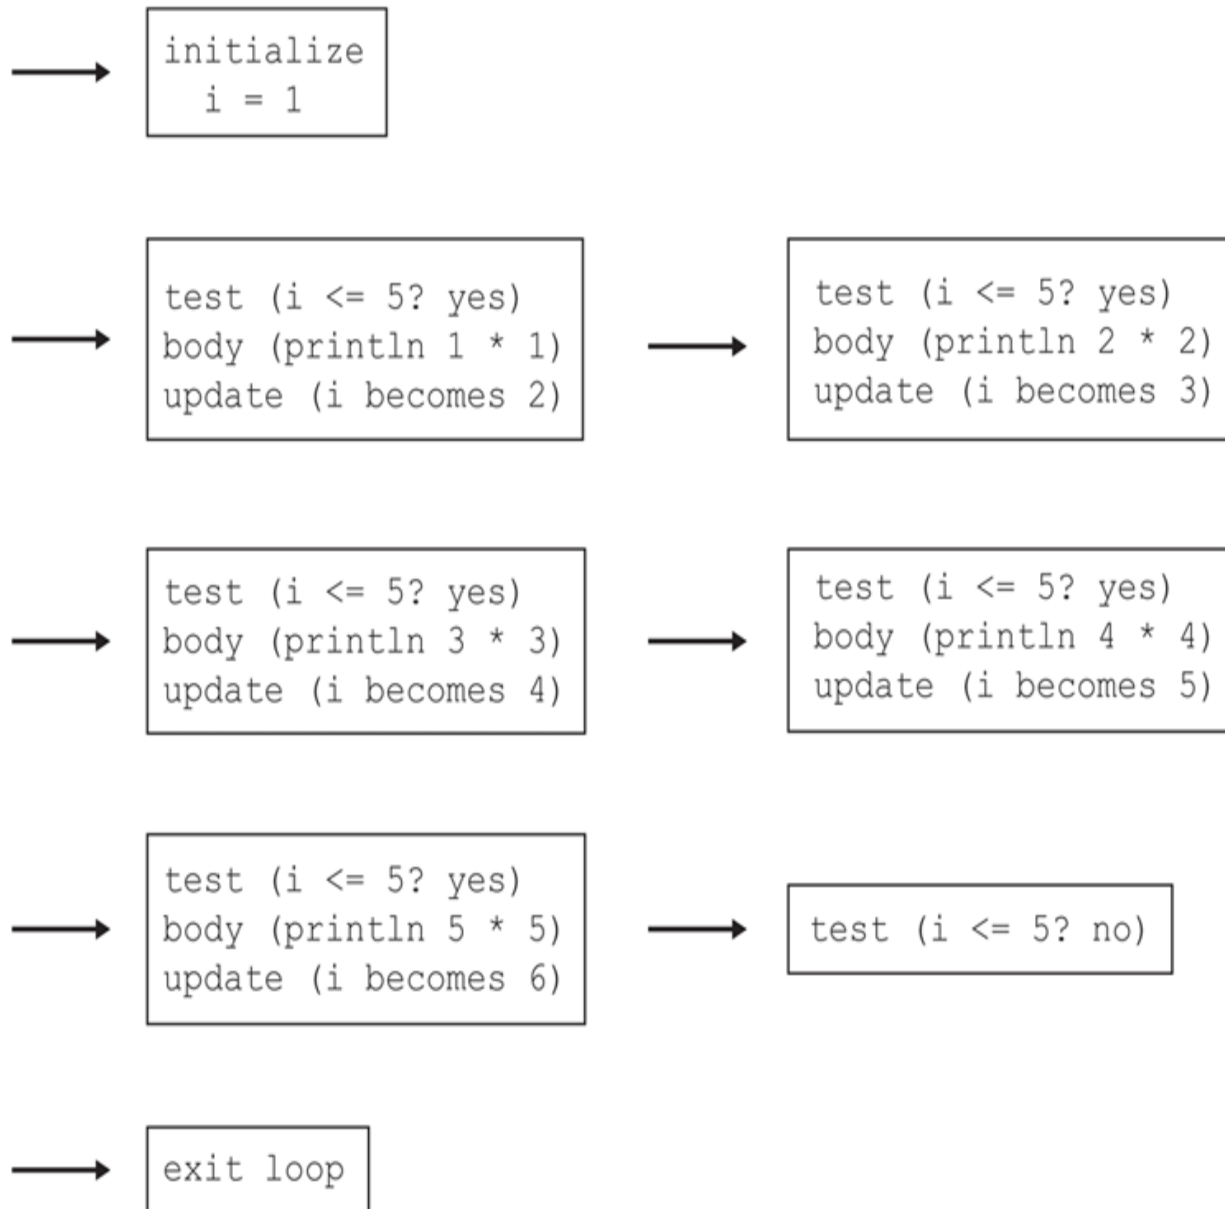 initialize
i = 1
test (i <= 5? yes)
body (println 1 * 1)
update (i becomes 2)
test (i <= 5? yes)
body (println 2 * 2)
update (i becomes 3)
test (i <= 5? yes)
body (println 3 * 3)
update (i becomes 4)
test (i <= 5? yes)
body (println 4 * 4)
update (i becomes 5)
test (i <= 5? yes)
body (println 5 * 5)
update (i becomes 6)
test (i <= 5? no)
exit loop